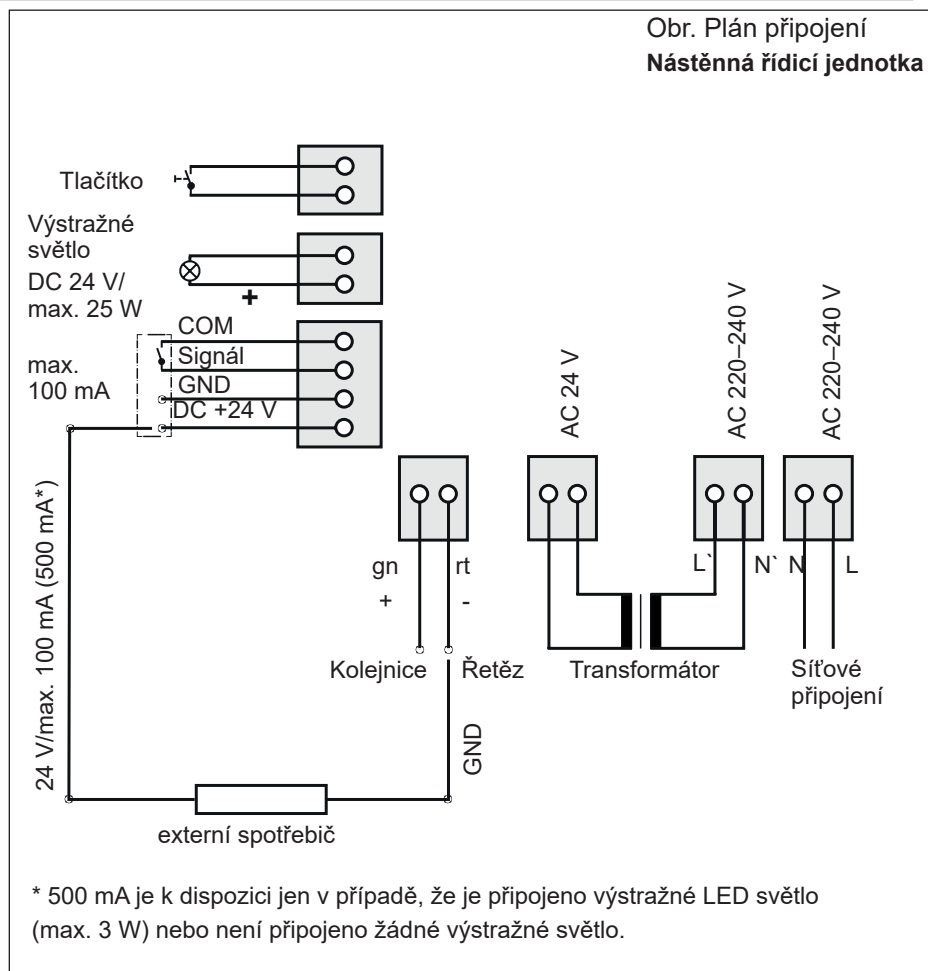 Obr. Plán připojení
Nástěnná řídicí jednotka
Tlačítko
Výstražné
světlo
DC 24 V/
max. 25 W
+
COM
Signál
GND
DC +24 V
max.
100 mA
24 V/max. 100 mA (500 mA*)
AC 24 V
AC 220–240 V
AC 220–240 V
gn
rt
+
-
L`
N`
N
L
Kolejnice
Řetěz
Transformátor
Síťové
připojení
GND
externí spotřebič
* 500 mA je k dispozici jen v případě, že je připojeno výstražné LED světlo
(max. 3 W) nebo není připojeno žádné výstražné světlo.